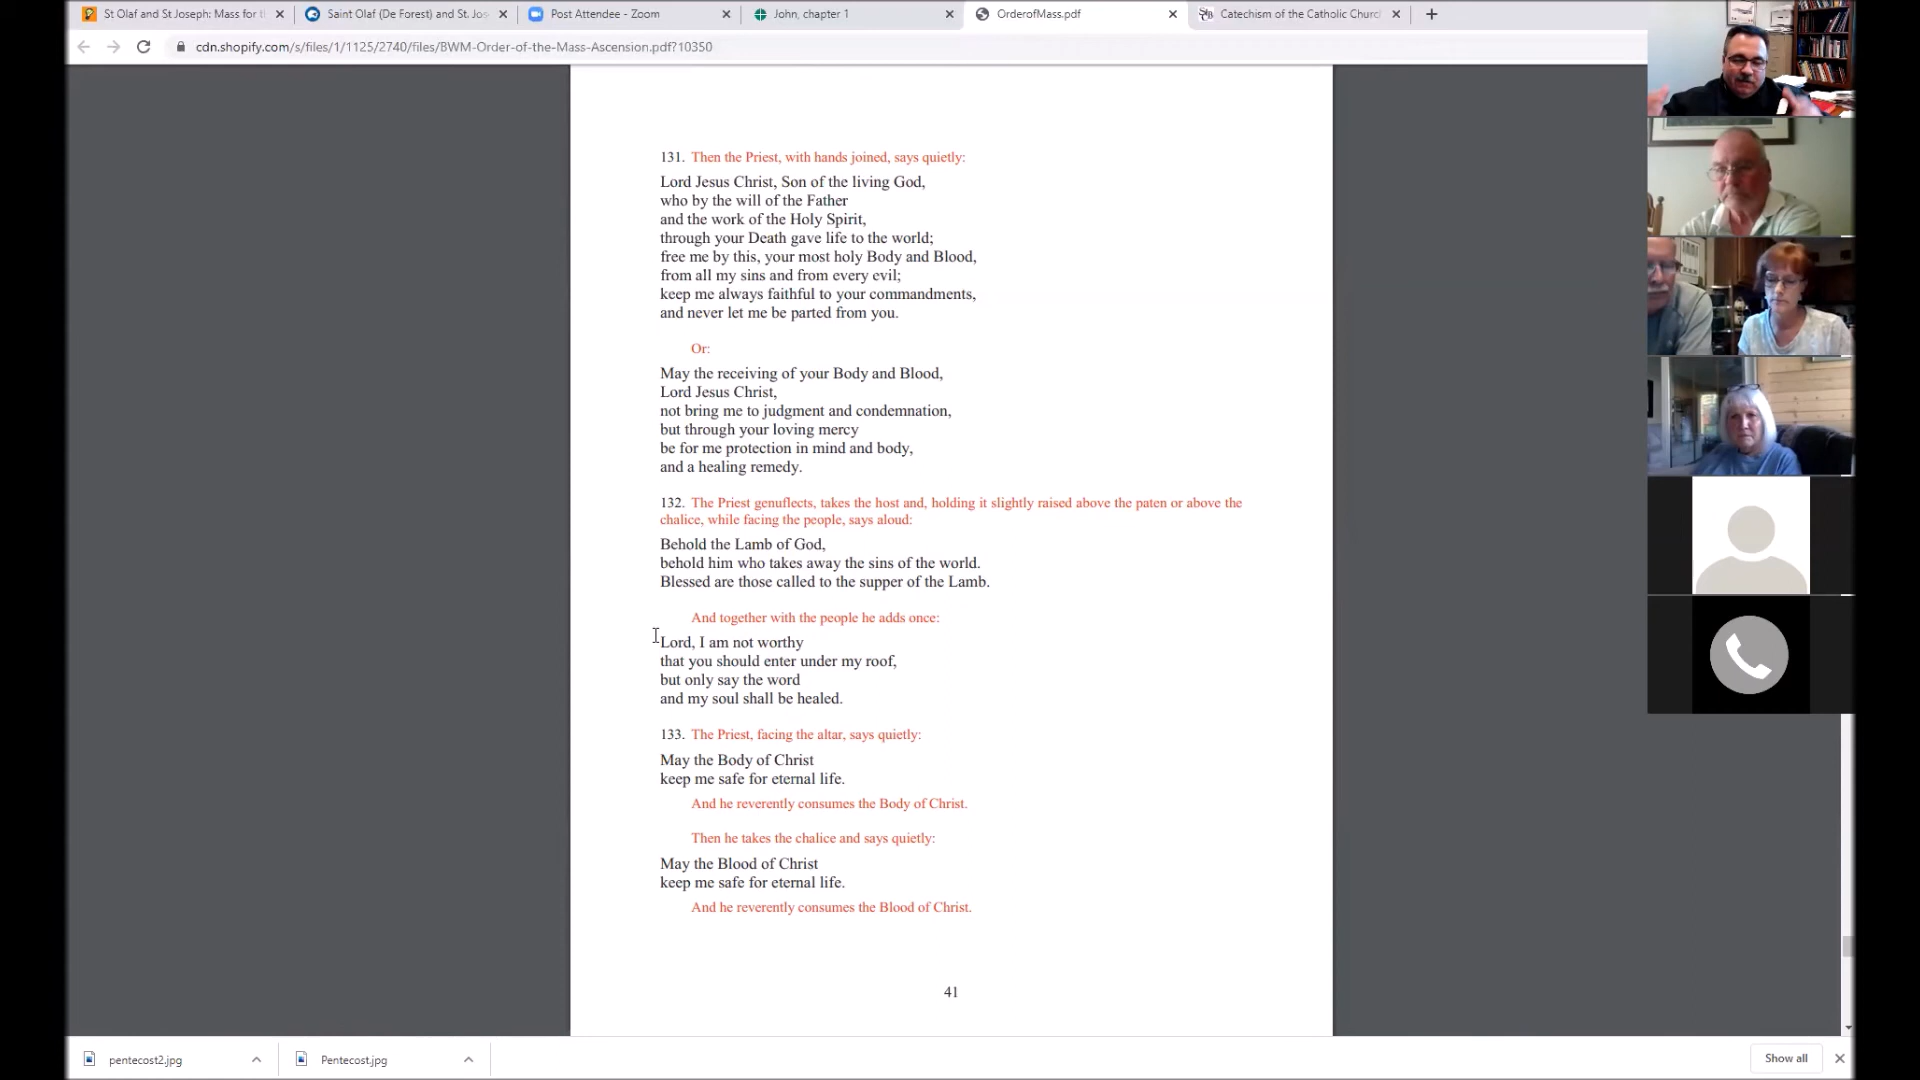 St Olaf and St Joseph: Mass for t
Saint Olaf (De Forest) and St. Jos
Post Attendee - Zoom
John, chapter 1
OrderofMass.pdf
Catechism of the Catholic Churc
cdn.shopify.com/s/files/1/1125/2740/files/BWM-Order-of-the-Mass-Ascension.pdf?10350
131. Then the Priest, with hands joined, says quietly:
Lord Jesus Christ, Son of the living God,
who by the will of the Father
and the work of the Holy Spirit,
through your Death gave life to the world;
free me by this, your most holy Body and Blood,
from all my sins and from every evil;
keep me always faithful to your commandments,
and never let me be parted from you.
Or:
May the receiving of your Body and Blood,
Lord Jesus Christ,
not bring me to judgment and condemnation,
but through your loving mercy
be for me protection in mind and body,
and a healing remedy.
132. The Priest genuflects, takes the host and, holding it slightly raised above the paten or above the
chalice, while facing the people, says aloud:
Behold the Lamb of God,
behold him who takes away the sins of the world.
Blessed are those called to the supper of the Lamb.
And together with the people he adds once:
Lord, I am not worthy
that you should enter under my roof,
but only say the word
and my soul shall be healed.
133. The Priest, facing the altar, says quietly:
May the Body of Christ
keep me safe for eternal life.
And he reverently consumes the Body of Christ.
Then he takes the chalice and says quietly:
May the Blood of Christ
keep me safe for eternal life.
And he reverently consumes the Blood of Christ.
41
pentecost2.jpg
Pentecost.jpg
Show all